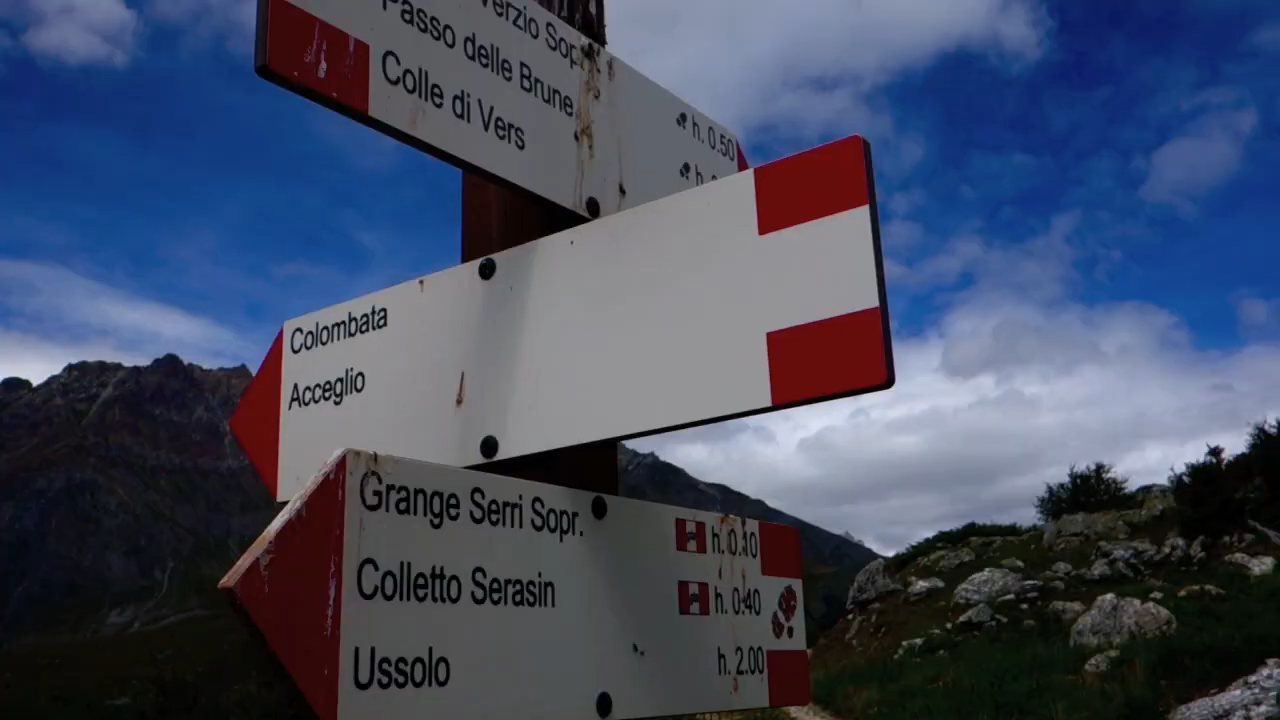 Passo delle Brune
Colle di Vers
h. 0.50
h.
Colombata
Acceglio
Grange Serri Sopr. h. 0.10
Colletto Serasin h. 0.40
Ussolo h. 2.00